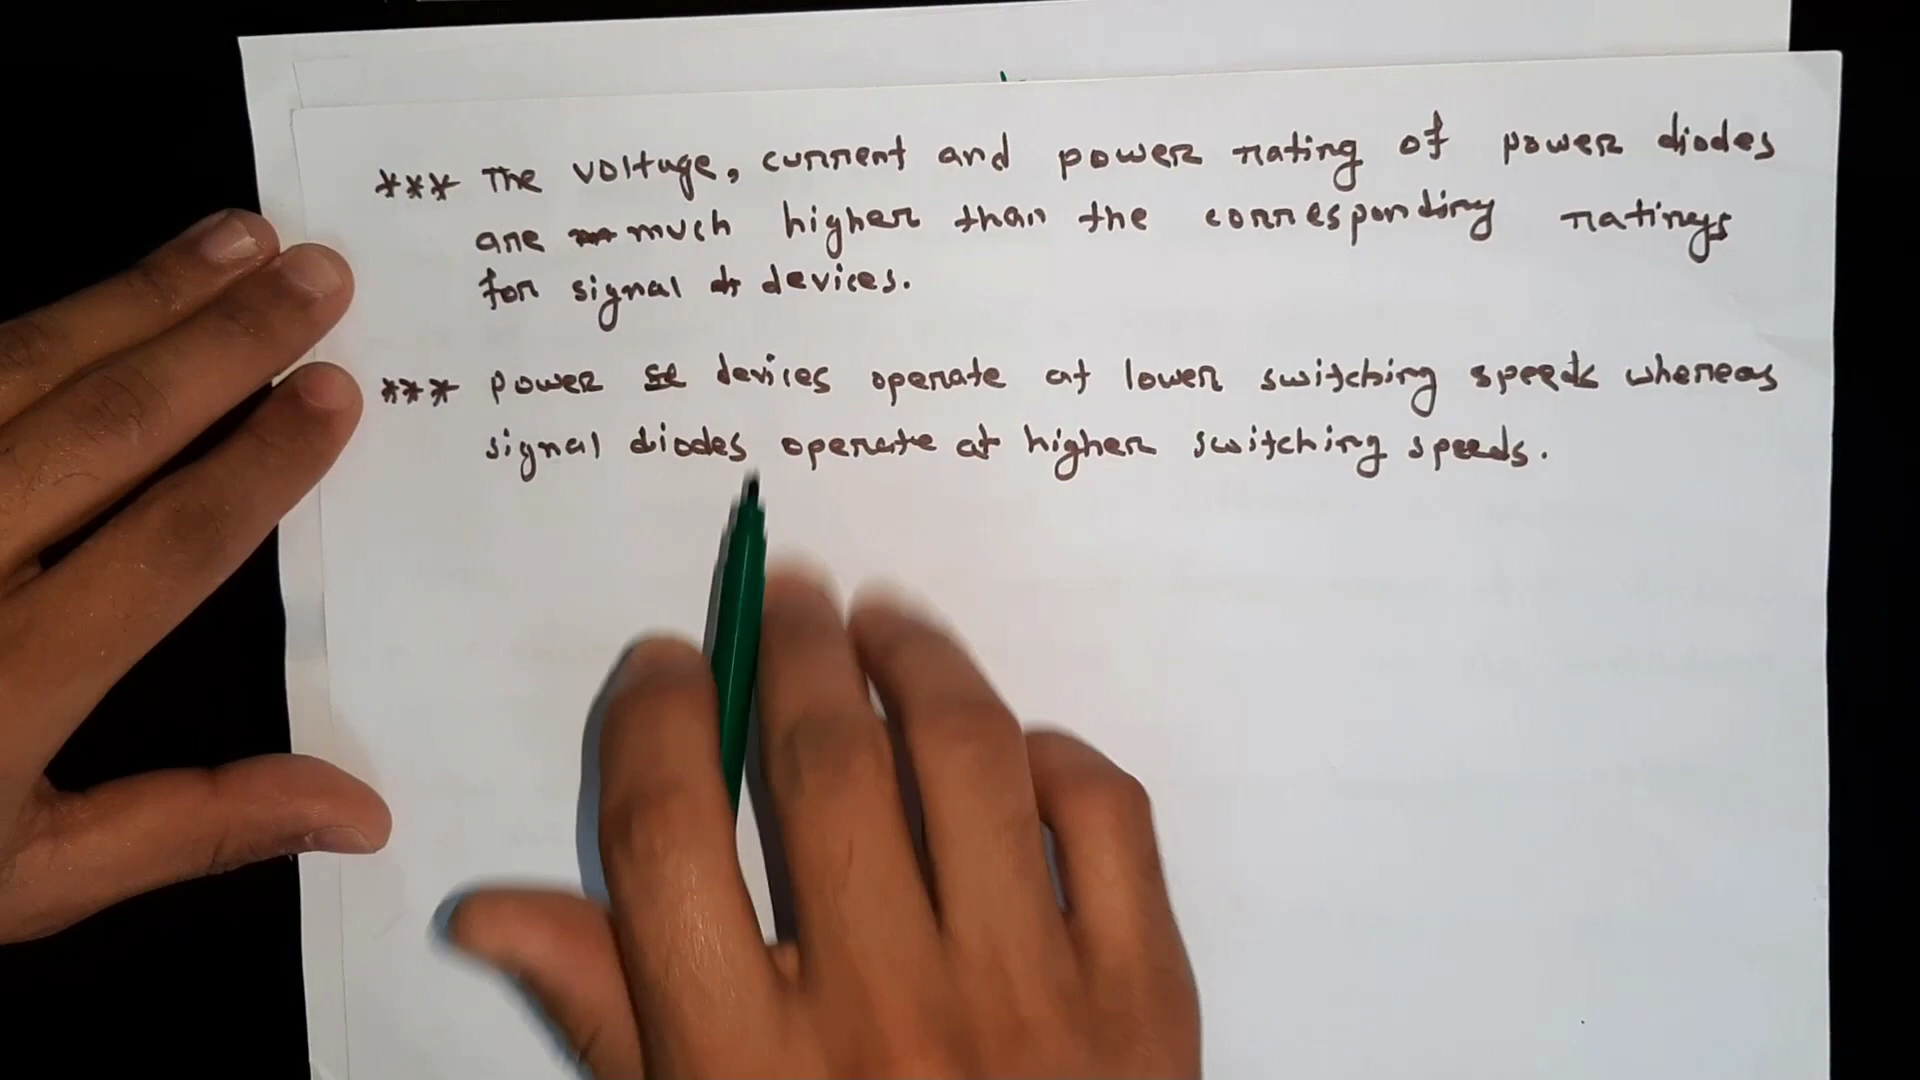 *** The voltage, current and power rating of power diodes
are much higher than the corresponding ratings
for signal devices.
*** power devices operate at lower switching speeds whereas
signal diodes operate at higher switching speeds.